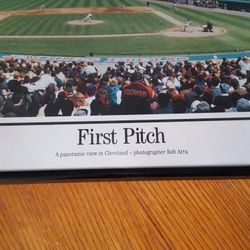 First Pitch
A panoramic view in Cleveland – photographer Rob Arra